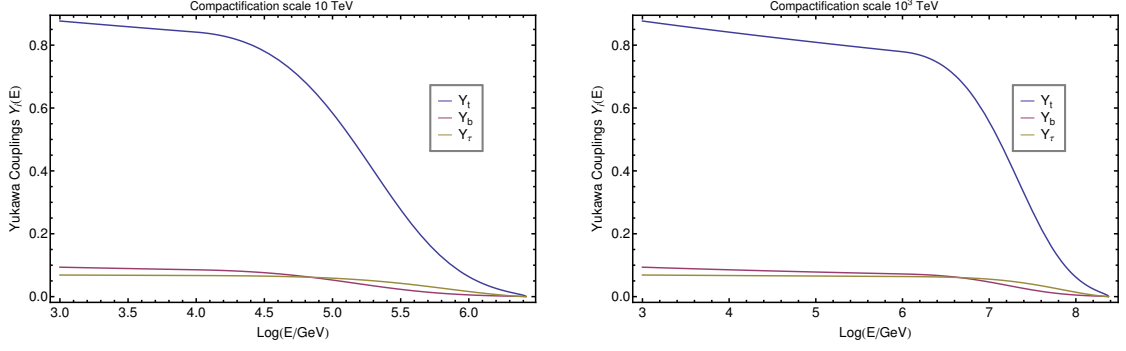 Compactification scale 10 TeV
Yukawa Couplings Yᵢ(E)
0.8
0.6
0.4
0.2
0.0
Y_t
Y_b
Y_τ
3.0 3.5 4.0 4.5 5.0 5.5 6.0
Log(E/GeV)
Compactification scale 10³ TeV
Yukawa Couplings Yᵢ(E)
0.8
0.6
0.4
0.2
0.0
Y_t
Y_b
Y_τ
3 4 5 6 7 8
Log(E/GeV)